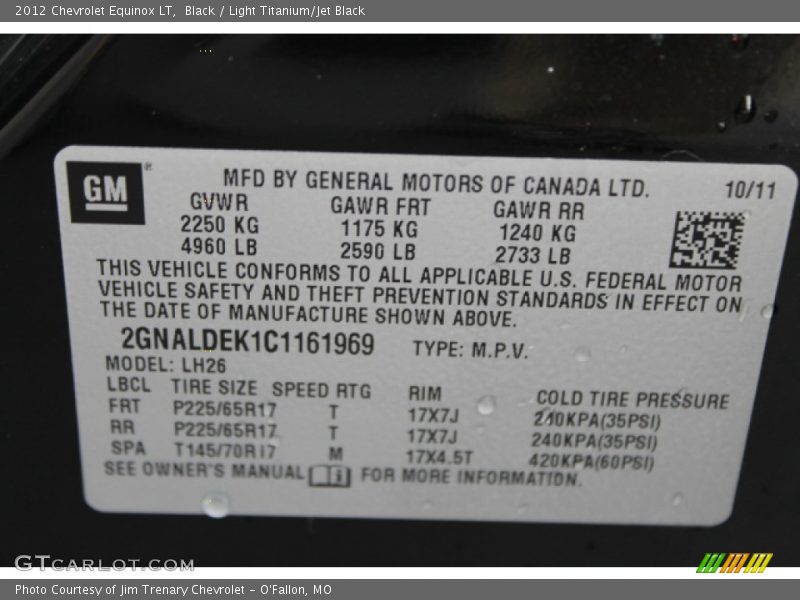 2012 Chevrolet Equinox LT,  Black / Light Titanium/Jet Black
GM®
MFD BY GENERAL MOTORS OF CANADA LTD. 10/11
GVWR GAWR FRT GAWR RR
2250 KG 1175 KG 1240 KG
4960 LB 2590 LB 2733 LB
THIS VEHICLE CONFORMS TO ALL APPLICABLE U.S. FEDERAL MOTOR
VEHICLE SAFETY AND THEFT PREVENTION STANDARDS IN EFFECT ON
THE DATE OF MANUFACTURE SHOWN ABOVE.
2GNALDEK1C1161969 TYPE: M.P.V.
MODEL: LH26
LBCL TIRE SIZE SPEED RTG RIM COLD TIRE PRESSURE
FRT P225/65R17 T 17X7J 240KPA(35PSI)
RR P225/65R17 T 17X7J 240KPA(35PSI)
SPA T145/70R17 M 17X4.5T 420KPA(60PSI)
SEE OWNER'S MANUAL i FOR MORE INFORMATION.
GTCARLOT.COM
Photo Courtesy of Jim Trenary Chevrolet - O'Fallon, MO